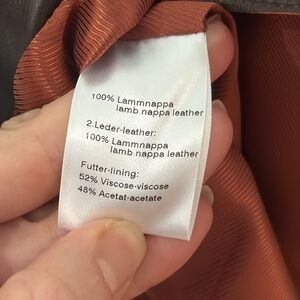 100% Lammnappa
lamb nappa leather
2.Leder-leather:
100% Lammnappa
lamb nappa leather
Futter-lining:
52% Viscose-viscose
48% Acetat-acetate